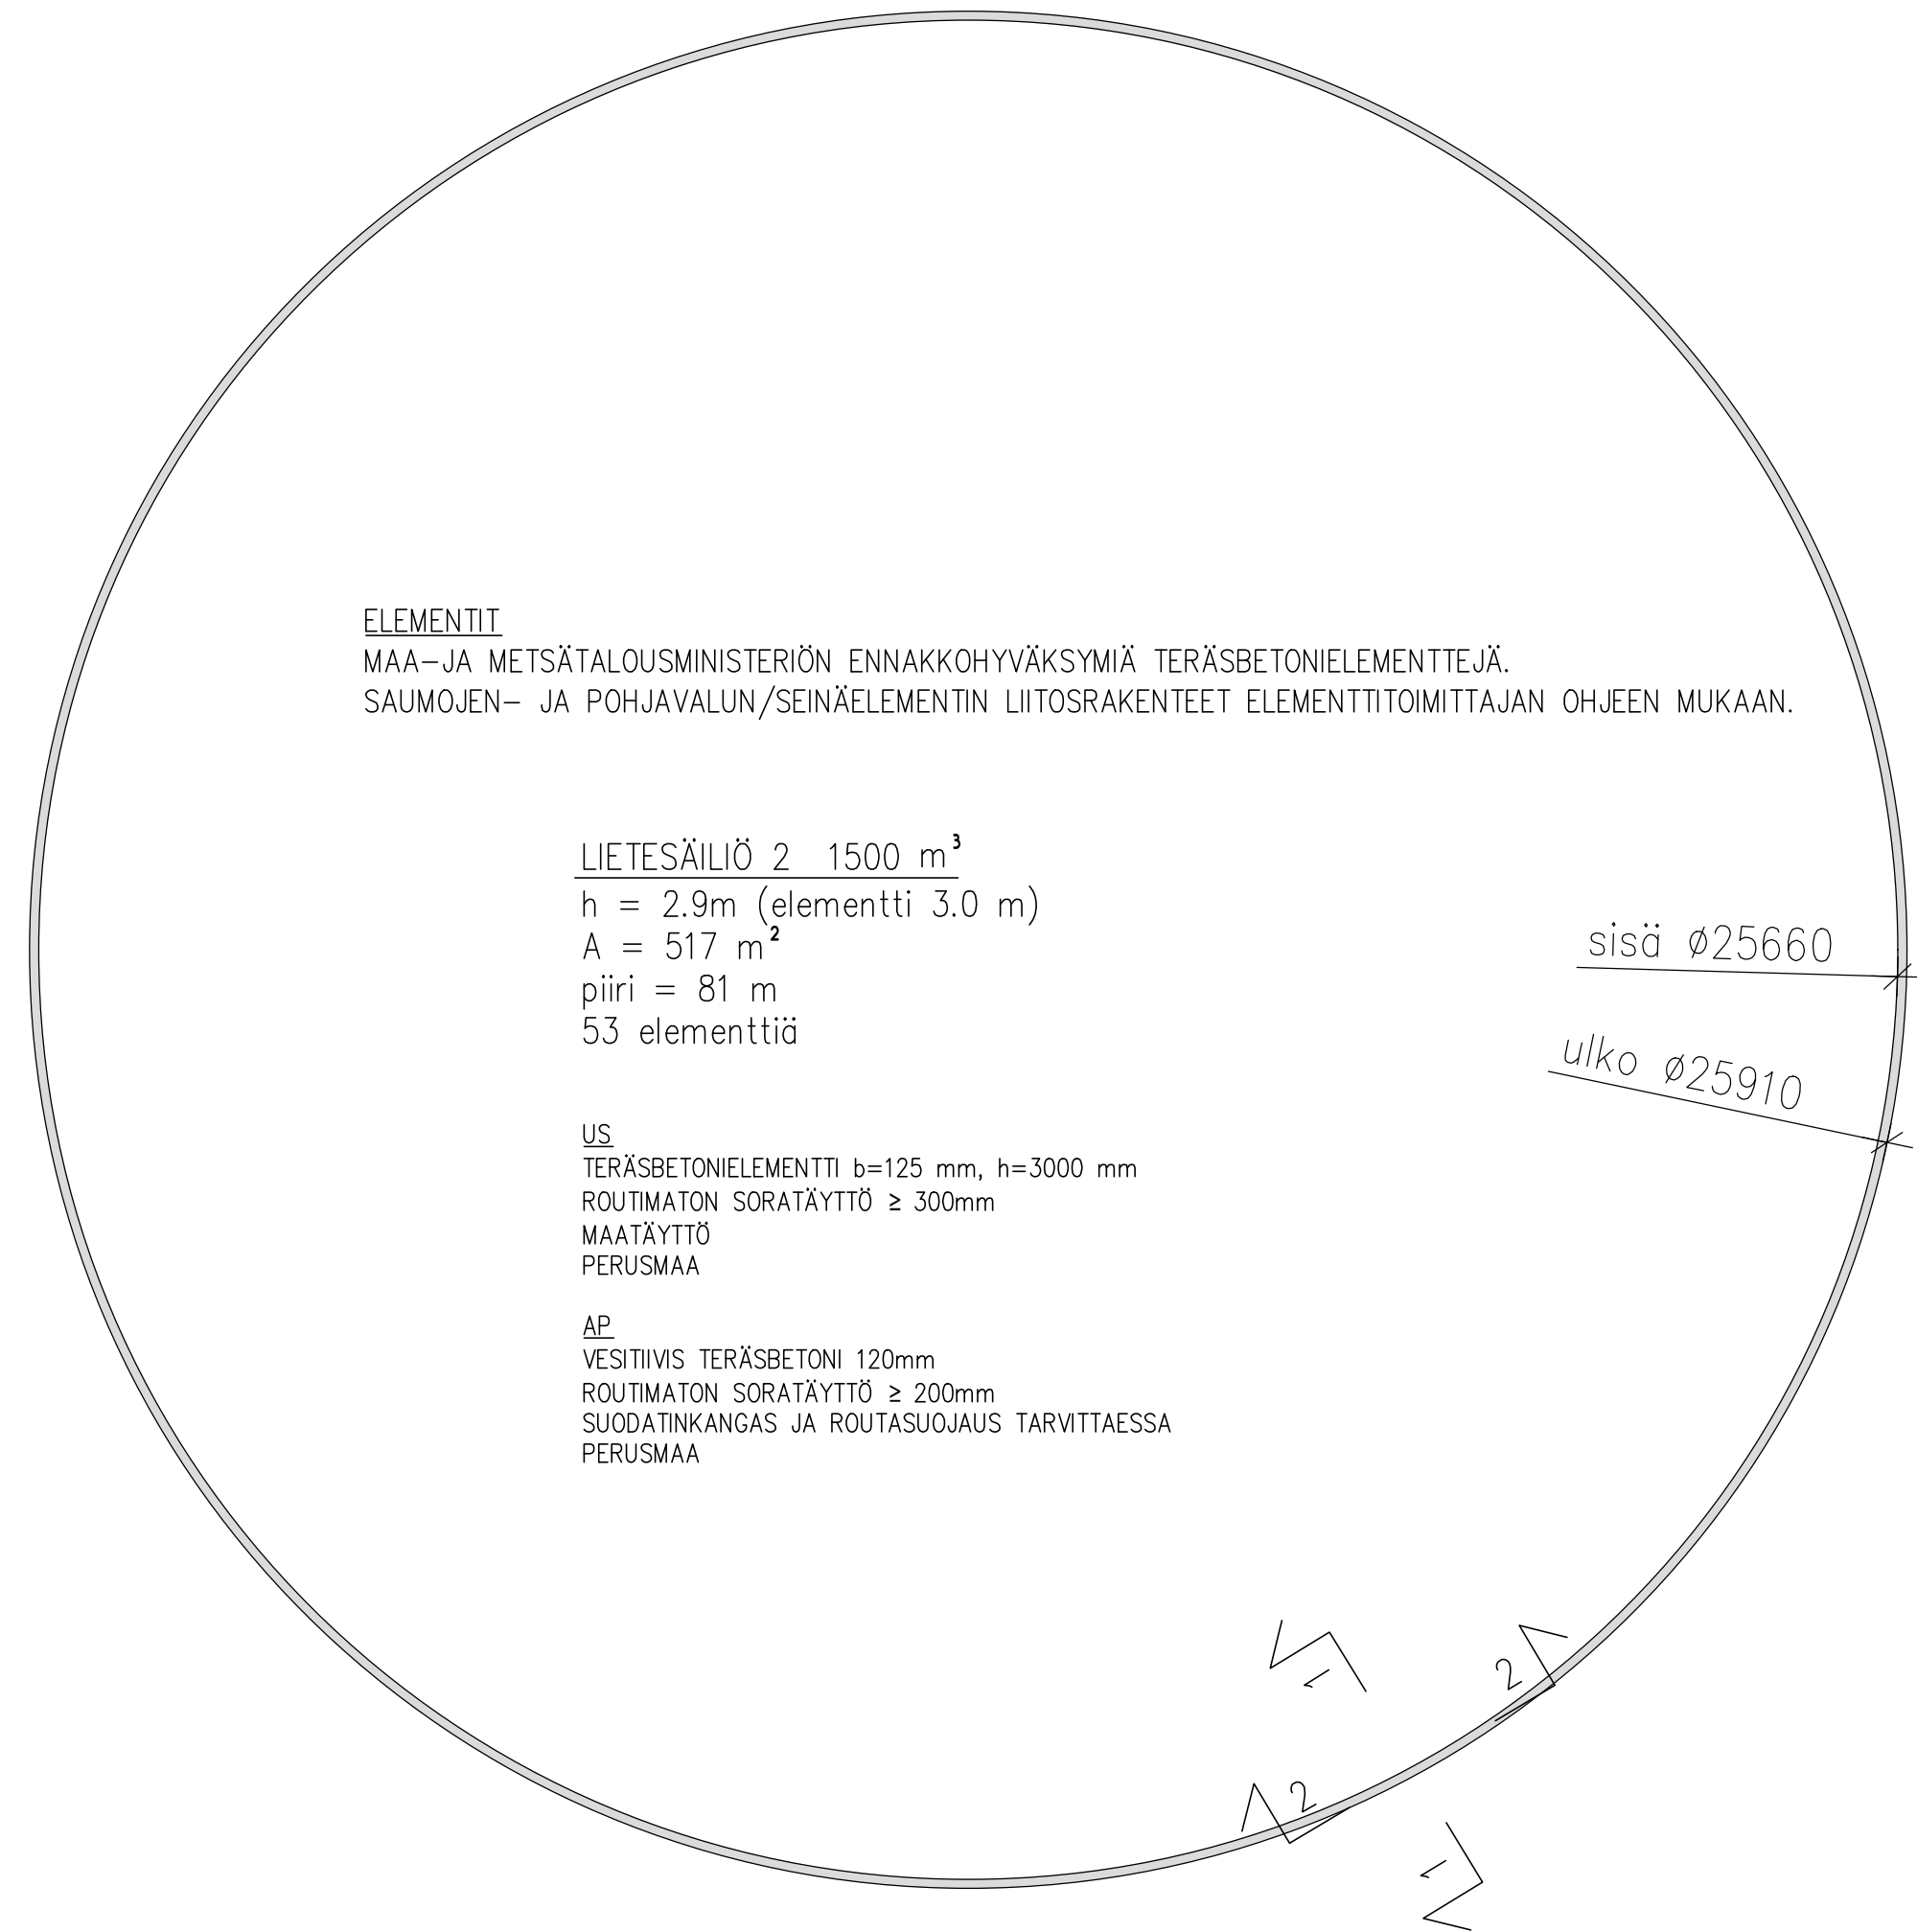 ELEMENTIT
MAA-JA METSÄTALOUSMINISTERIÖN ENNAKKOHYVÄKSYMIÄ TERÄSBETONIELEMENTTEJÄ.
SAUMOJEN- JA POHJAVALUN/SEINÄELEMENTIN LIITOSRAKENTEET ELEMENTTITOIMITTAJAN OHJEEN MUKAAN.
LIETESÄILIÖ 2 1500 m³
h = 2.9m (elementti 3.0 m)
A = 517 m²
piiri = 81 m
53 elementtiä
sisä ø25660
ulko ø25910
US
TERÄSBETONIELEMENTTI b=125 mm, h=3000 mm
ROUTIMATON SORATÄYTTÖ ≥ 300mm
MAATÄYTTÖ
PERUSMAA
AP
VESITIIVIS TERÄSBETONI 120mm
ROUTIMATON SORATÄYTTÖ ≥ 200mm
SUODATINKANGAS JA ROUTASUOJAUS TARVITTAESSA
PERUSMAA
1
2
2
1